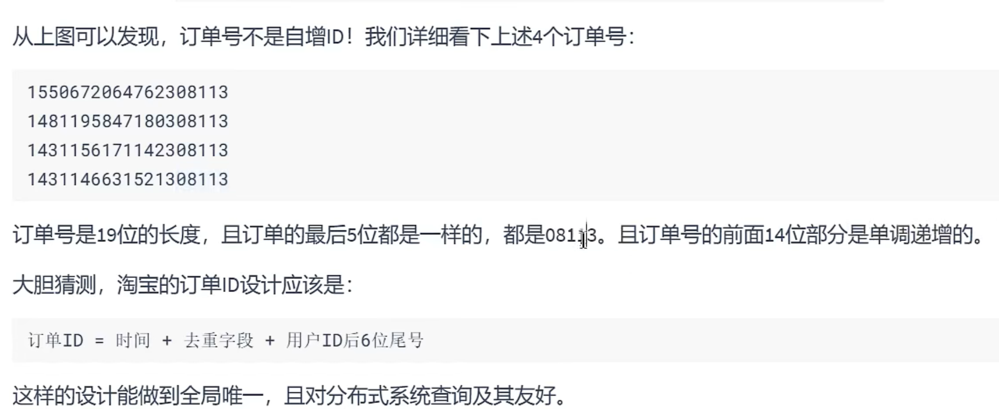 从上图可以发现，订单号不是自增ID！我们详细看下上述4个订单号：
1550672064762308113
1481195847180308113
1431156171142308113
1431146631521308113
订单号是19位的长度，且订单的最后5位都是一样的，都是08113。且订单号的前面14位部分是单调递增的。
大胆猜测，淘宝的订单ID设计应该是：
订单ID = 时间 + 去重字段 + 用户ID后6位尾号
这样的设计能做到全局唯一，且对分布式系统查询及其友好。